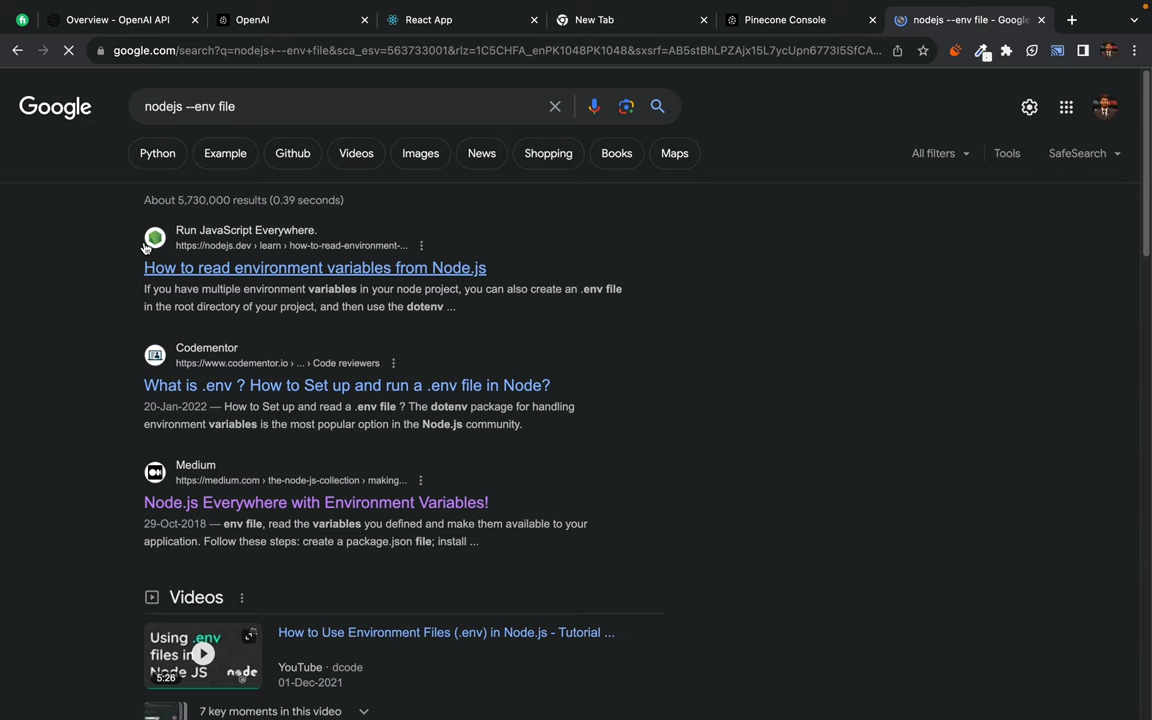 Overview - OpenAI API
OpenAI
React App
New Tab
Pinecone Console
nodejs --env file - Google
google.com/search?q=nodejs+--env+file&sca_esv=563733001&rlz=1C5CHFA_enPK1048PK1048&sxsrf=AB5stBhLPZAjx15L7ycUpn6773I5SfCA...
Google
nodejs --env file
Python
Example
Github
Videos
Images
News
Shopping
Books
Maps
All filters
Tools
SafeSearch
About 5,730,000 results (0.39 seconds)
Run JavaScript Everywhere.
https://nodejs.dev › learn › how-to-read-environment-...
How to read environment variables from Node.js
If you have multiple environment variables in your node project, you can also create an .env file
in the root directory of your project, and then use the dotenv ...
Codementor
https://www.codementor.io › ... › Code reviewers
What is .env ? How to Set up and run a .env file in Node?
20-Jan-2022 — How to Set up and read a .env file ? The dotenv package for handling
environment variables is the most popular option in the Node.js community.
Medium
https://medium.com › the-node-js-collection › making...
Node.js Everywhere with Environment Variables!
29-Oct-2018 — env file, read the variables you defined and make them available to your
application. Follow these steps: create a package.json file; install ...
Videos
Using .env
files in
Node JS
node
5:26
How to Use Environment Files (.env) in Node.js - Tutorial ...
YouTube · dcode
01-Dec-2021
7 key moments in this video